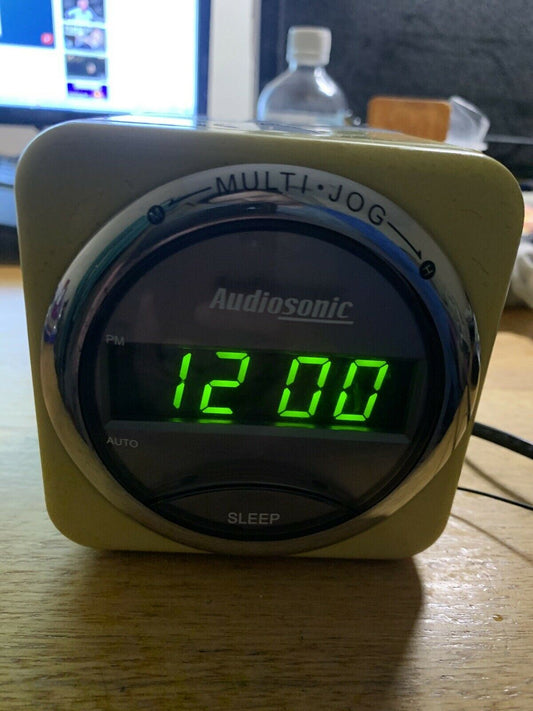 M MULTI·JOG H
Audiosonic
PM
12 00
AUTO
SLEEP